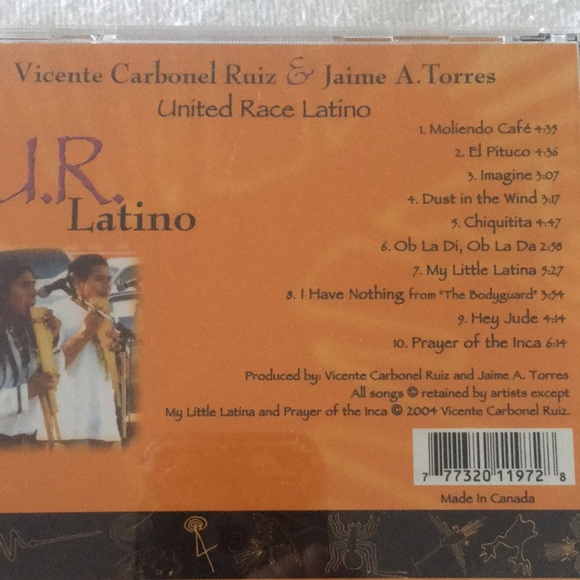 Vicente Carbonel Ruiz & Jaime A. Torres
United Race Latino
U.R.
Latino
1. Moliendo Café 4:35
2. El Pituco 4:36
3. Imagine 3:07
4. Dust in the Wind 3:17
5. Chiquitita 4:47
6. Ob La Di, Ob La Da 2:58
7. My Little Latina 5:27
8. I Have Nothing from "The Bodyguard" 3:54
9. Hey Jude 4:14
10. Prayer of the Inca 6:14
Produced by: Vicente Carbonel Ruiz and Jaime A. Torres
All songs © retained by artists except
My Little Latina and Prayer of the Inca © 2004 Vicente Carbonel Ruiz.
7 77320 11972 8
Made In Canada